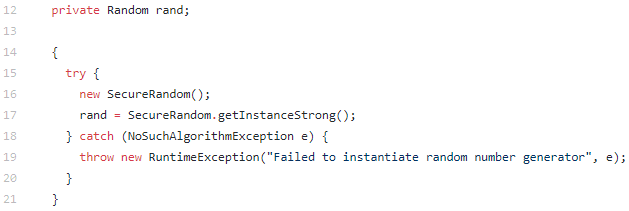 12 private Random rand;
13
14 {
15 try {
16 new SecureRandom();
17 rand = SecureRandom.getInstanceStrong();
18 } catch (NoSuchAlgorithmException e) {
19 throw new RuntimeException("Failed to instantiate random number generator", e);
20 }
21 }